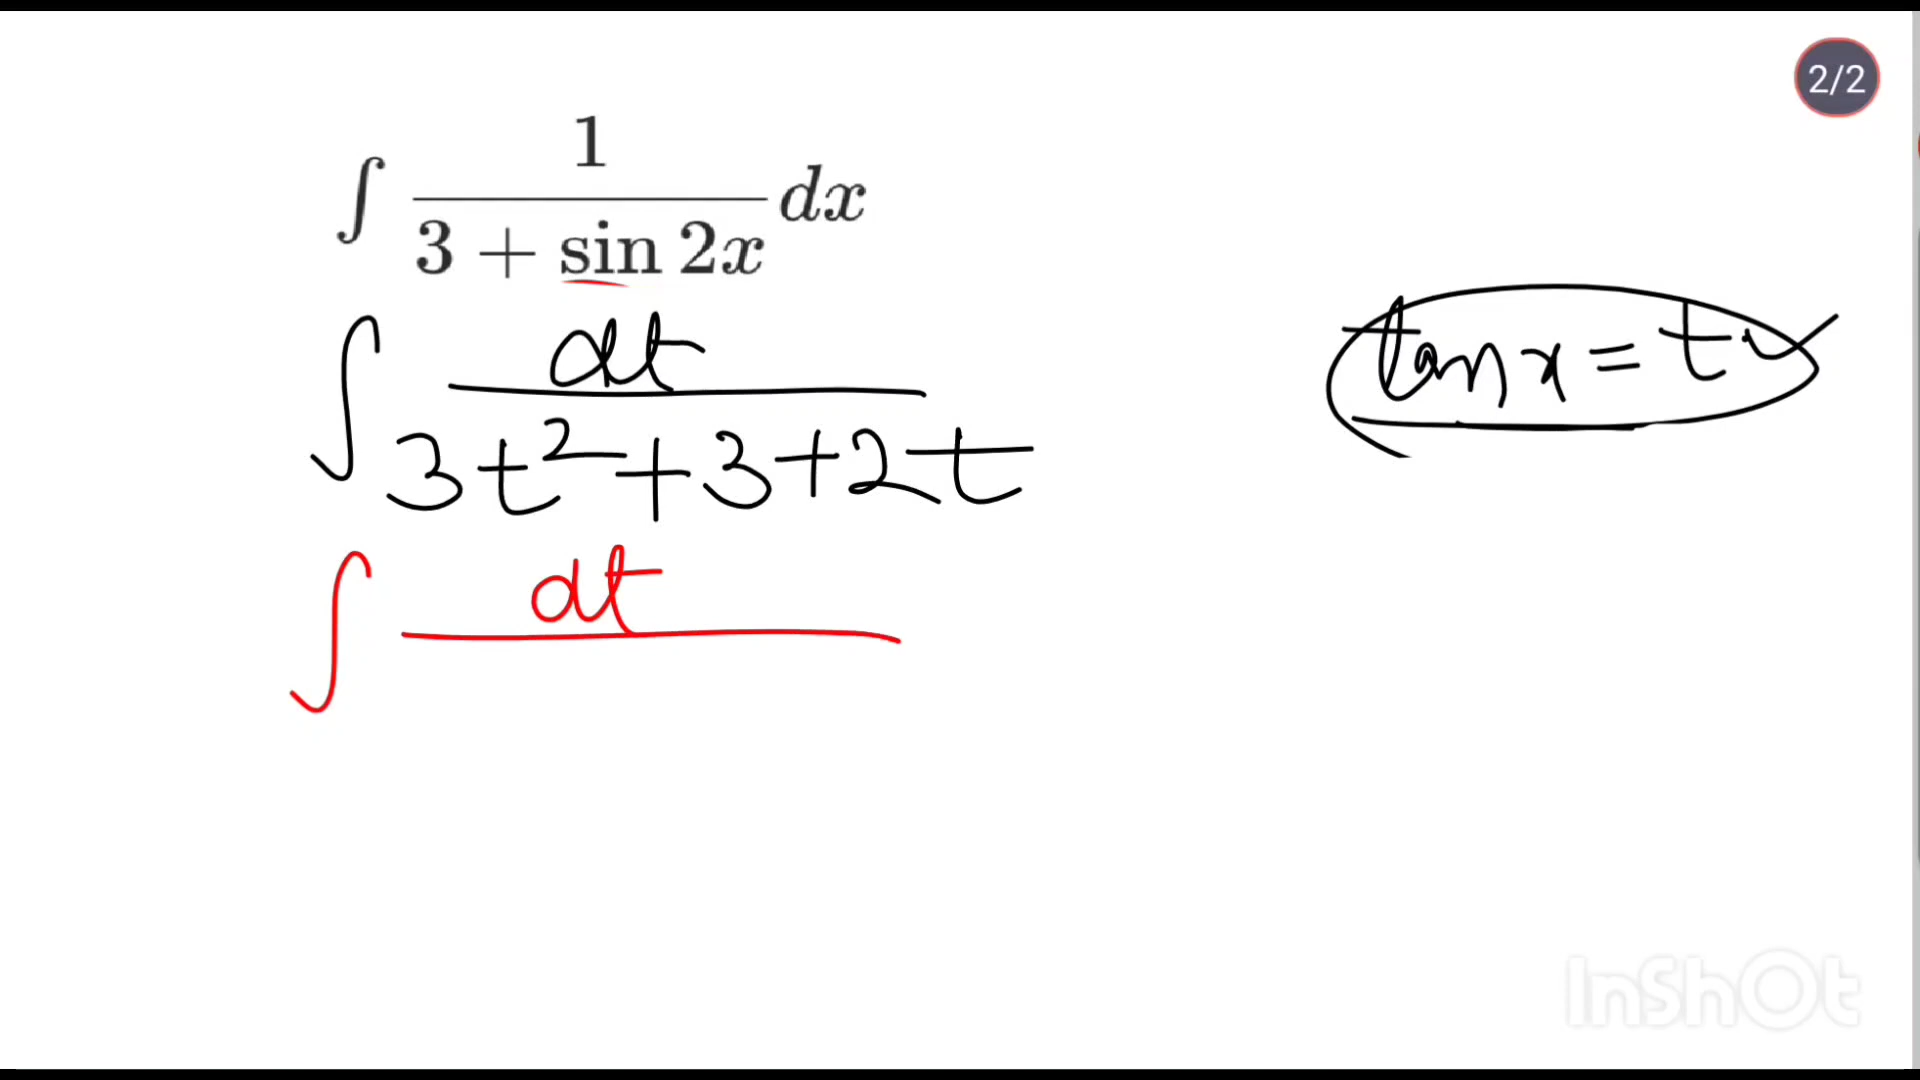 2/2
∫ 1/(3 + sin 2x) dx
tan x = t ✓
∫ dt/(3t² + 3 + 2t)
∫ dt
InShOt